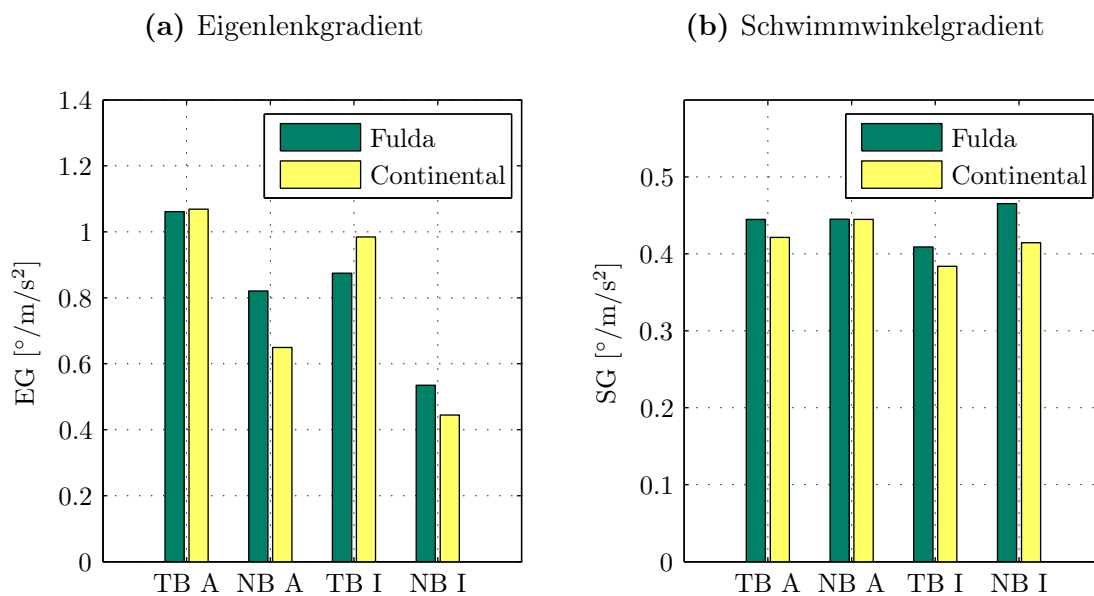 (a) Eigenlenkgradient
1.4
1.2
1
0.8
0.6
0.4
0.2
0
EG [°/m/s²]
Fulda
Continental
TB A NB A TB I NB I
(b) Schwimmwinkelgradient
0.5
0.4
0.3
0.2
0.1
0
SG [°/m/s²]
Fulda
Continental
TB A NB A TB I NB I